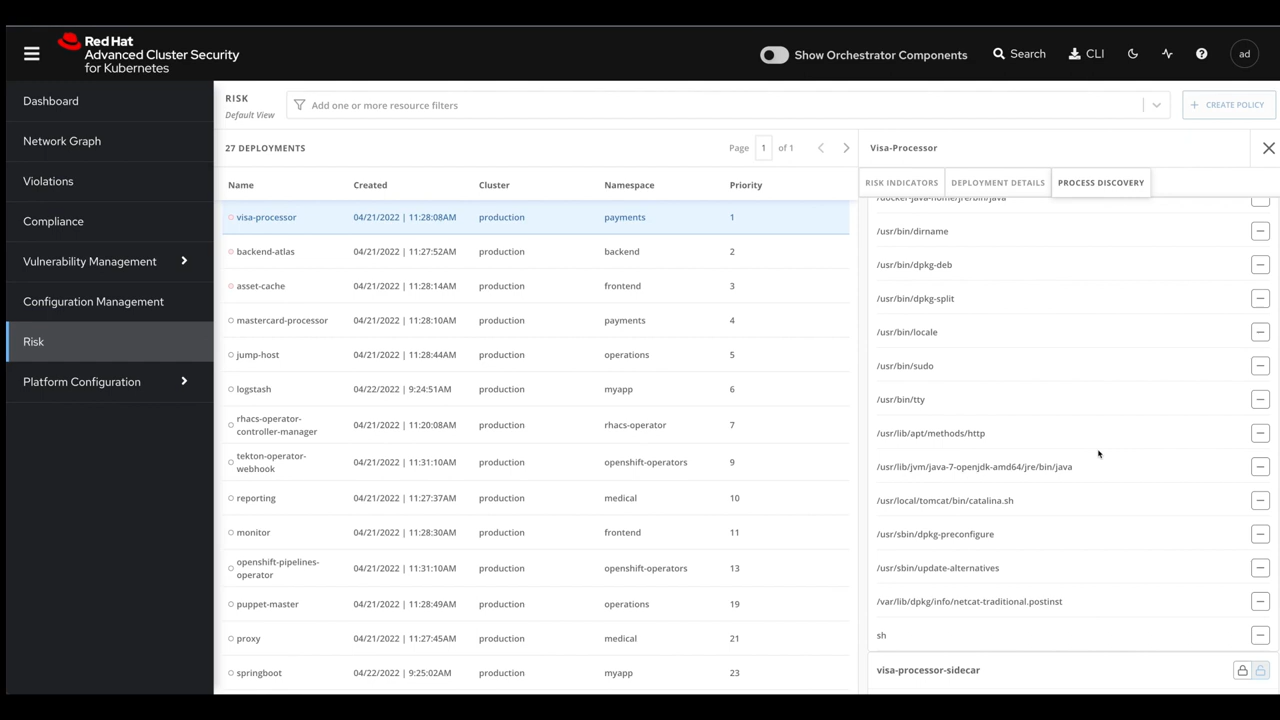 Red Hat
Advanced Cluster Security
for Kubernetes
Show Orchestrator Components
Search
CLI
ad
Dashboard
Network Graph
Violations
Compliance
Vulnerability Management
Configuration Management
Risk
Platform Configuration
RISK
Default View
Add one or more resource filters
+ CREATE POLICY
27 DEPLOYMENTS
Page 1 of 1
Name Created Cluster Namespace Priority
visa-processor 04/21/2022 | 11:28:08AM production payments 1
backend-atlas 04/21/2022 | 11:27:52AM production backend 2
asset-cache 04/21/2022 | 11:28:14AM production frontend 3
mastercard-processor 04/21/2022 | 11:28:10AM production payments 4
jump-host 04/21/2022 | 11:28:44AM production operations 5
logstash 04/22/2022 | 9:24:51AM production myapp 6
rhacs-operator-
controller-manager 04/21/2022 | 11:20:08AM production rhacs-operator 7
tekton-operator-
webhook 04/21/2022 | 11:31:10AM production openshift-operators 9
reporting 04/21/2022 | 11:27:37AM production medical 10
monitor 04/21/2022 | 11:28:30AM production frontend 11
openshift-pipelines-
operator 04/21/2022 | 11:31:10AM production openshift-operators 13
puppet-master 04/21/2022 | 11:28:49AM production operations 19
proxy 04/21/2022 | 11:27:45AM production medical 21
springboot 04/22/2022 | 9:25:02AM production myapp 23
Visa-Processor
RISK INDICATORS DEPLOYMENT DETAILS PROCESS DISCOVERY
/docker-java-home/jre/bin/java
/usr/bin/dirname
/usr/bin/dpkg-deb
/usr/bin/dpkg-split
/usr/bin/locale
/usr/bin/sudo
/usr/bin/tty
/usr/lib/apt/methods/http
/usr/lib/jvm/java-7-openjdk-amd64/jre/bin/java
/usr/local/tomcat/bin/catalina.sh
/usr/sbin/dpkg-preconfigure
/usr/sbin/update-alternatives
/var/lib/dpkg/info/netcat-traditional.postinst
sh
visa-processor-sidecar